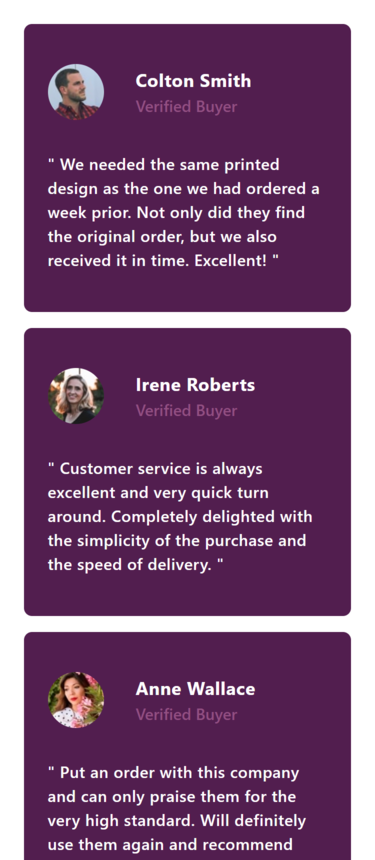 Colton Smith
Verified Buyer
" We needed the same printed
design as the one we had ordered a
week prior. Not only did they find
the original order, but we also
received it in time. Excellent! "
Irene Roberts
Verified Buyer
" Customer service is always
excellent and very quick turn
around. Completely delighted with
the simplicity of the purchase and
the speed of delivery. "
Anne Wallace
Verified Buyer
" Put an order with this company
and can only praise them for the
very high standard. Will definitely
use them again and recommend